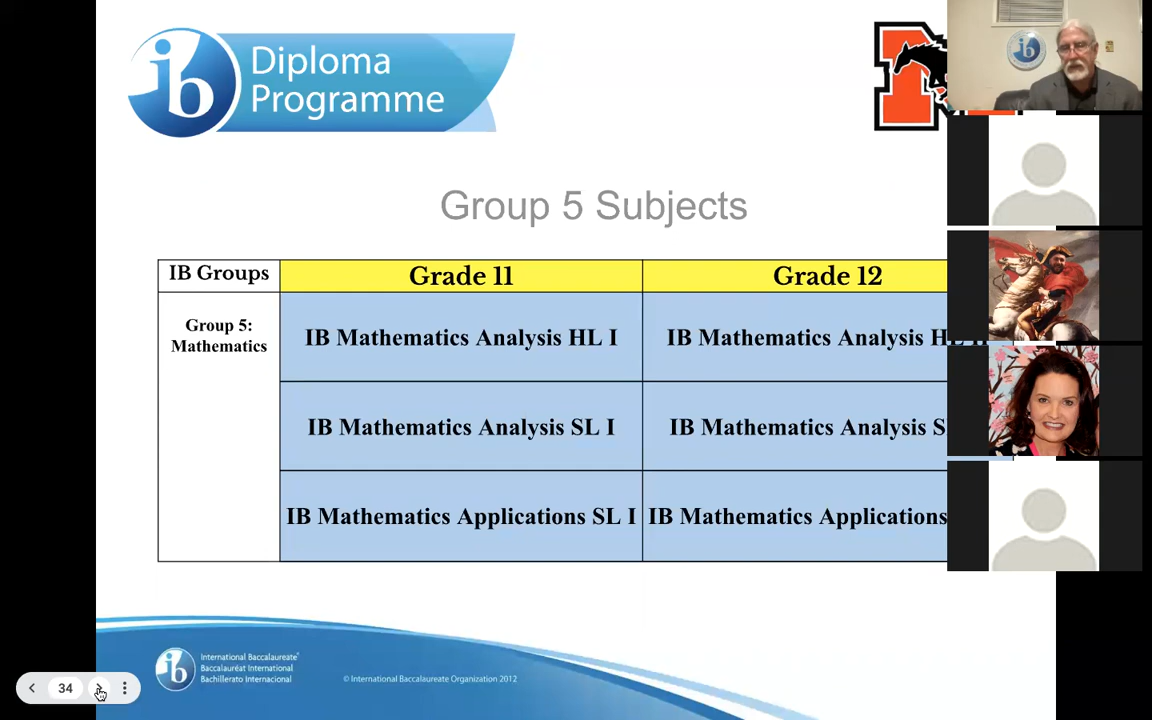 ib
Diploma
Programme
Group 5 Subjects
IB Groups
Grade 11
Grade 12
Group 5:
Mathematics
IB Mathematics Analysis HL I
IB Mathematics Analysis
IB Mathematics Analysis SL I
IB Mathematics Analysis S
IB Mathematics Applications SL I
IB Mathematics Applications
ib
International Baccalaureate®
Baccalauréat International
Bachillerato Internacional
© International Baccalaureate Organization 2012
34